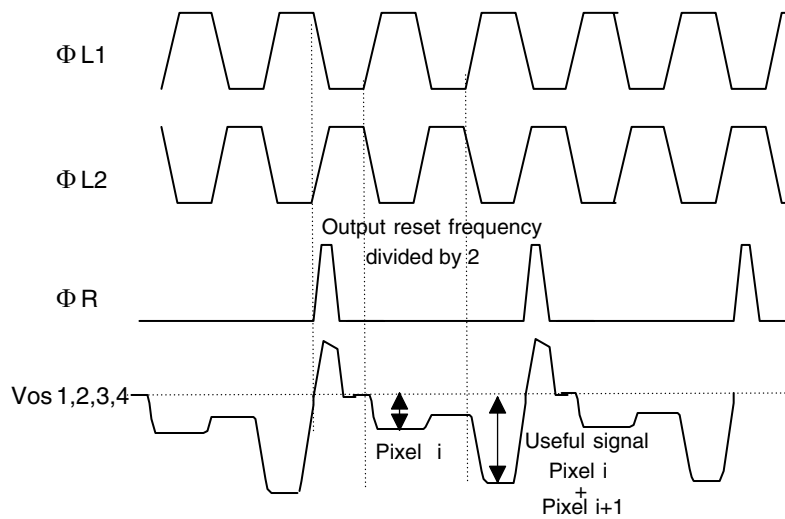 Φ L1
Φ L2
Output reset frequency
divided by 2
Φ R
Vos 1,2,3,4
Pixel i
Useful signal
Pixel i
+
Pixel i+1